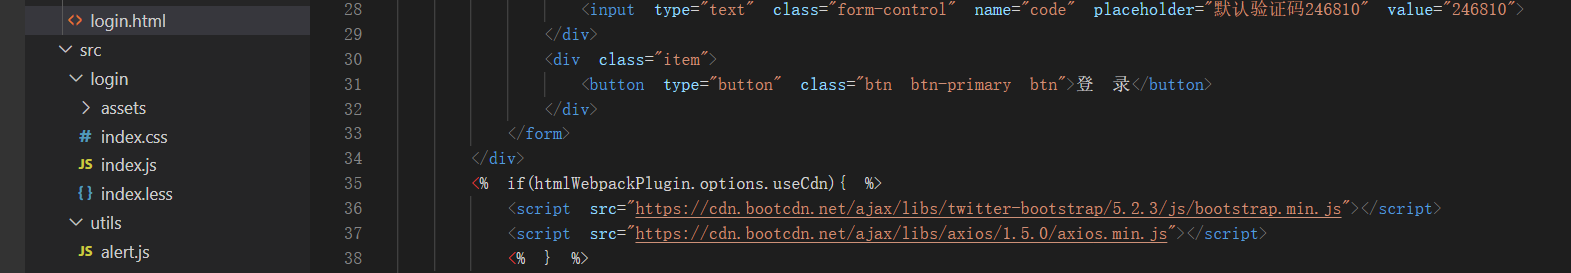 login.html
src
login
assets
# index.css
JS index.js
{} index.less
utils
JS alert.js
28 <input type="text" class="form-control" name="code" placeholder="默认验证码246810" value="246810">
29 </div>
30 <div class="item">
31 <button type="button" class="btn btn-primary btn">登 录</button>
32 </div>
33 </form>
34 </div>
35 <% if(htmlWebpackPlugin.options.useCdn){ %>
36 <script src="https://cdn.bootcdn.net/ajax/libs/twitter-bootstrap/5.2.3/js/bootstrap.min.js"></script>
37 <script src="https://cdn.bootcdn.net/ajax/libs/axios/1.5.0/axios.min.js"></script>
38 <% } %>